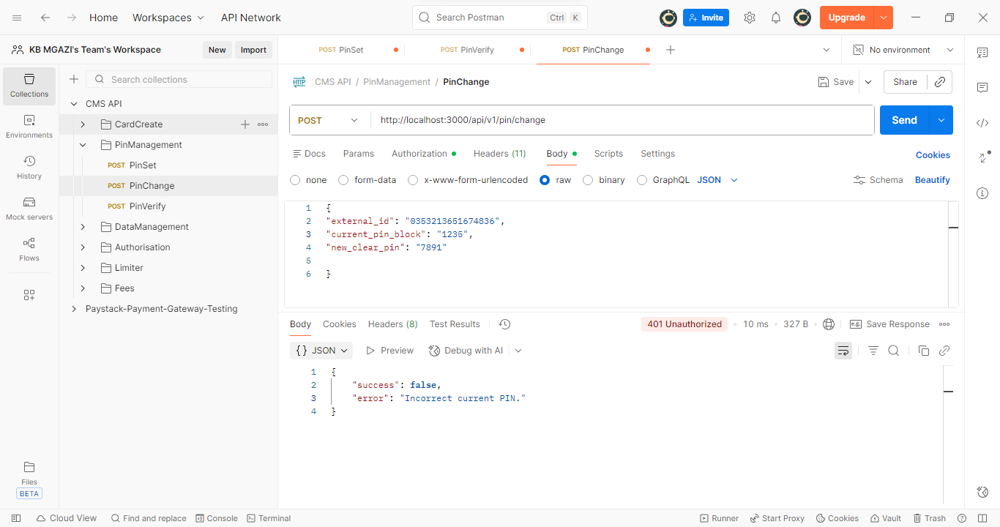 Home Workspaces API Network Search Postman Ctrl K Invite Upgrade
KB MGAZI's Team's Workspace New Import POST PinSet POST PinVerify POST PinChange No environment
Collections
Environments
History
Mock servers
Flows
Files
BETA
Search collections
CMS API
CardCreate
PinManagement
POST PinSet
POST PinChange
POST PinVerify
DataManagement
Authorisation
Limiter
Fees
Paystack-Payment-Gateway-Testing
HTTP CMS API / PinManagement / PinChange Save Share
POST http://localhost:3000/api/v1/pin/change Send
Docs Params Authorization Headers (11) Body Scripts Settings Cookies
none form-data x-www-form-urlencoded raw binary GraphQL JSON Schema Beautify
1 {
2 "external_id": "0353213651674836",
3 "current_pin_block": "1235",
4 "new_clear_pin": "7891"
5
6 }
Body Cookies Headers (8) Test Results 401 Unauthorized 10 ms 327 B e.g. Save Response
{} JSON Preview Debug with AI
1 {
2 "success": false,
3 "error": "Incorrect current PIN."
4 }
Cloud View Find and replace Console Terminal Runner Start Proxy Cookies Vault Trash